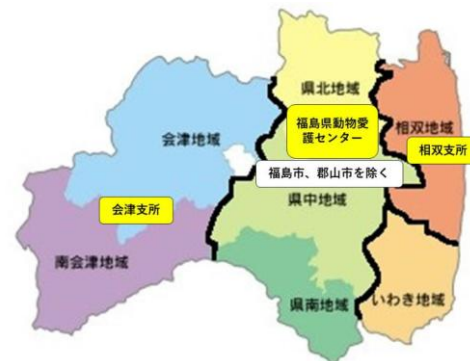 県北地域
福島県動物愛
護センター
会津地域
相双地域
相双支所
福島市、郡山市を除く
県中地域
会津支所
南会津地域
県南地域
いわき地域